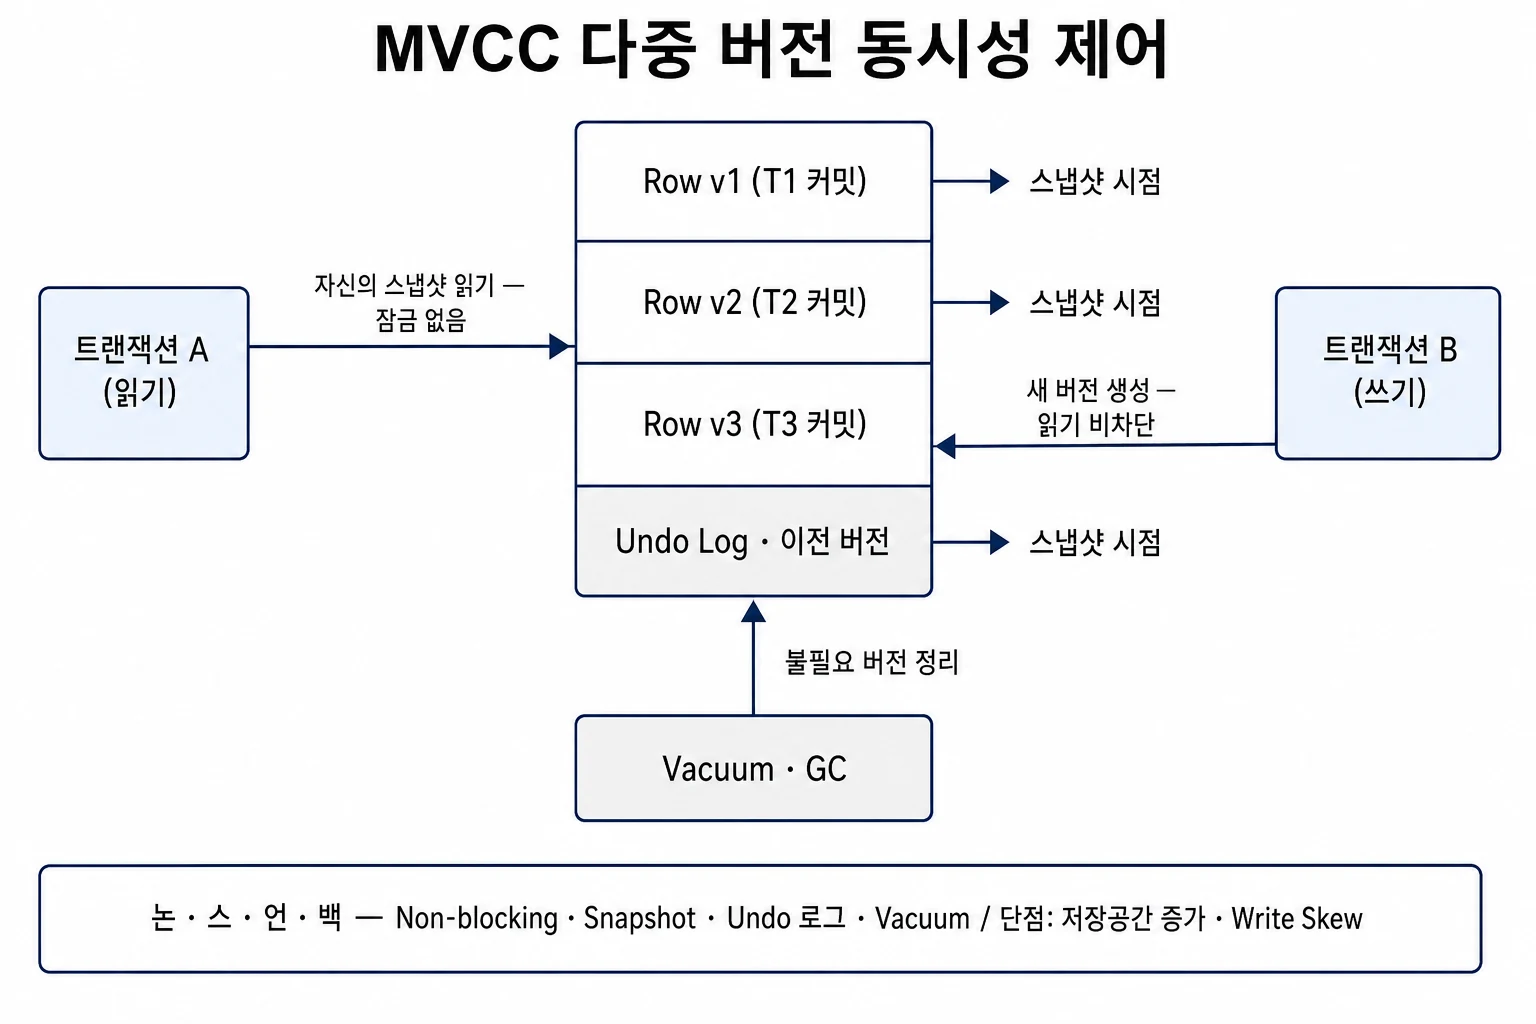 MVCC 다중 버전 동시성 제어
Row v1 (T1 커밋)
스냅샷 시점
자신의 스냅샷 읽기 –
잠금 없음
Row v2 (T2 커밋)
스냅샷 시점
트랜잭션 A
(읽기)
트랜잭션 B
(쓰기)
새 버전 생성 –
읽기 비차단
Row v3 (T3 커밋)
Undo Log · 이전 버전
스냅샷 시점
불필요 버전 정리
Vacuum · GC
논 · 스 · 언 · 백 — Non-blocking · Snapshot · Undo 로그 · Vacuum / 단점: 저장공간 증가 · Write Skew